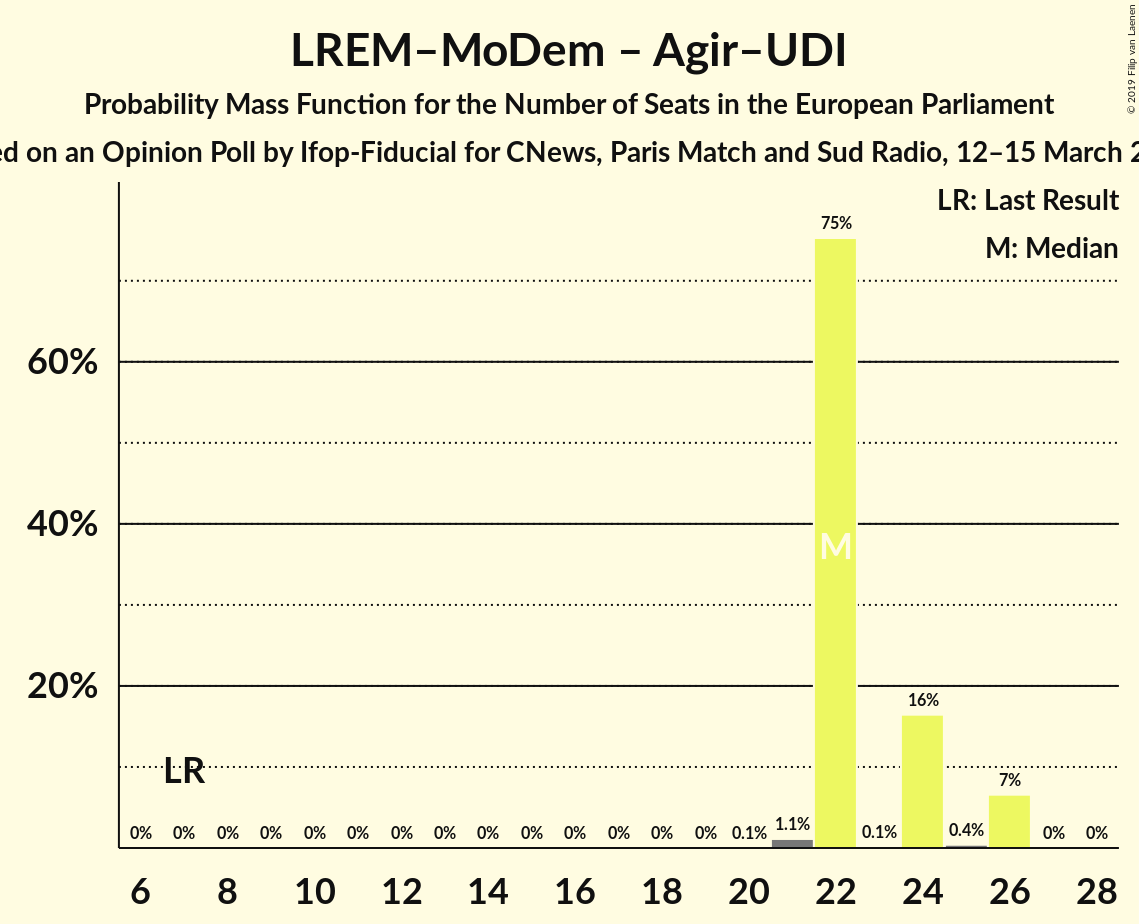 LREM–MoDem – Agir–UDI
Probability Mass Function for the Number of Seats in the European Parliament
on an Opinion Poll by Ifop-Fiducial for CNews, Paris Match and Sud Radio, 12–15 March
© 2019 Filip van Laenen
LR: Last Result
M: Median
75%
60%
40%
M
20%
16%
LR
7%
0% 0% 0% 0% 0% 0% 0% 0% 0% 0% 0% 0% 0% 0% 0.1% 1.1% 0.1% 0.4% 0% 0%
6 8 10 12 14 16 18 20 22 24 26 28